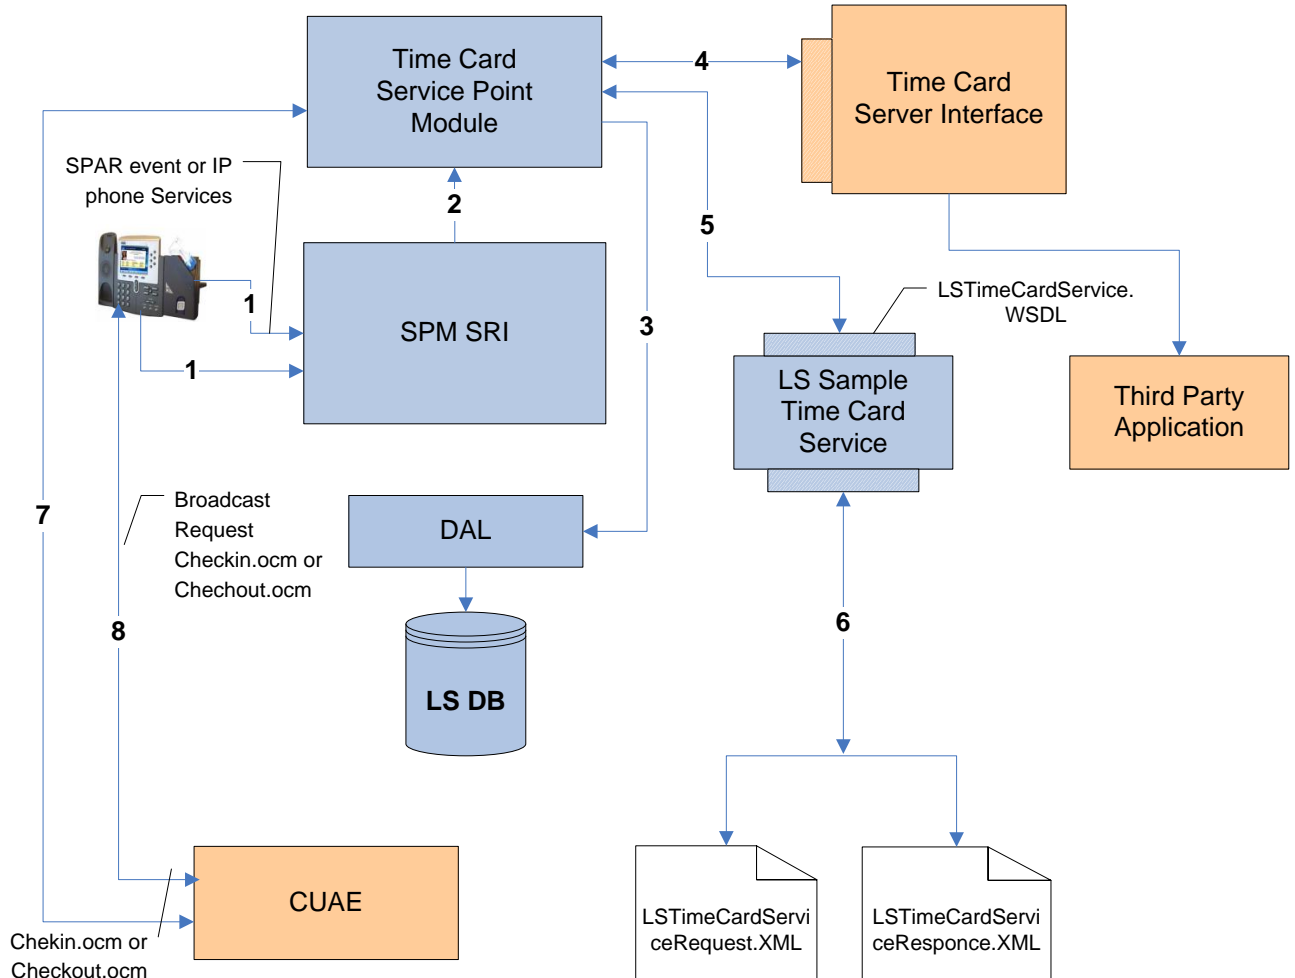 Time Card
Service Point
Module
4
Time Card
Server Interface
SPAR event or IP
phone Services
2
5
1
SPM SRI
3
LSTimeCardService.
WSDL
1
LS Sample
Time Card
Service
Third Party
Application
7
Broadcast
Request
Checkin.ocm or
Chechout.ocm
DAL
8
6
LS DB
CUAE
LSTimeCardServi
ceRequest.XML
LSTimeCardServi
ceResponce.XML
Chekin.ocm or
Checkout.ocm